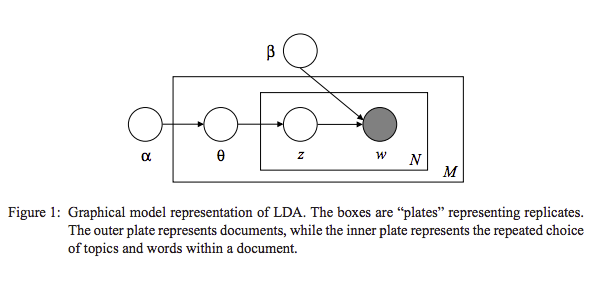 β
α
θ
z
w
N
M
Figure 1: Graphical model representation of LDA. The boxes are “plates” representing replicates.
The outer plate represents documents, while the inner plate represents the repeated choice
of topics and words within a document.